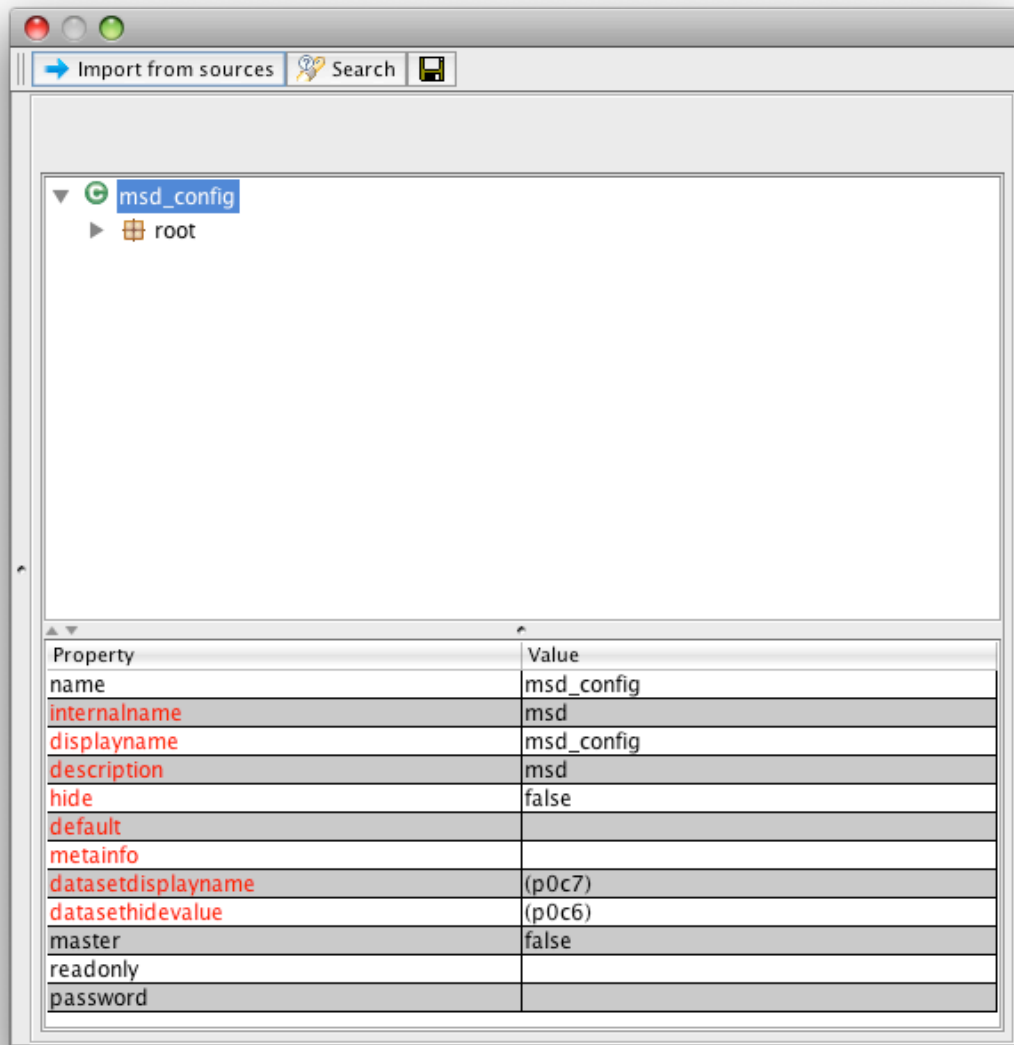 Import from sources Search
msd_config
root
Property Value
name msd_config
internalname msd
displayname msd_config
description msd
hide false
default
metainfo
datasetdisplayname (p0c7)
datasethidevalue (p0c6)
master false
readonly
password